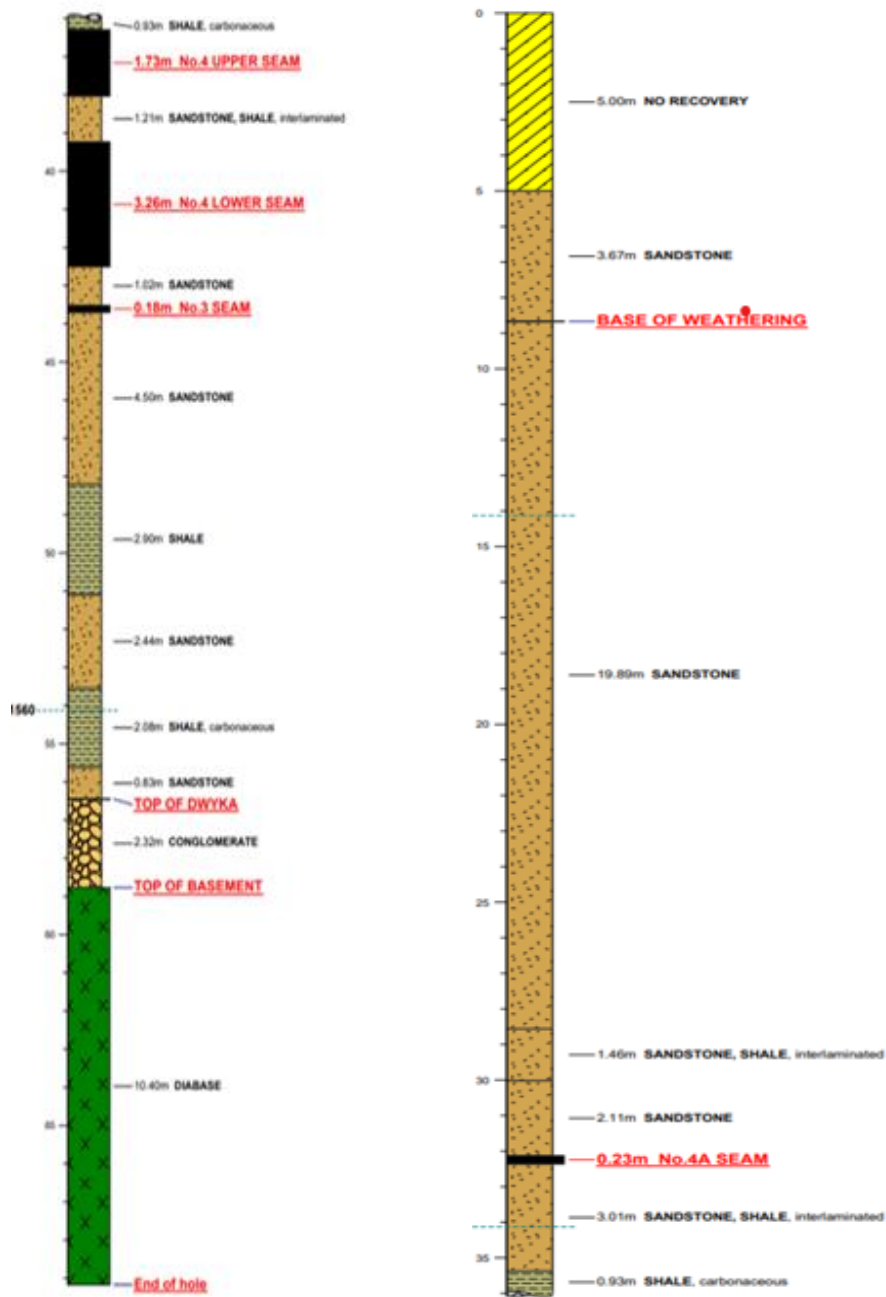 0.93m SHALE, carbonaceous
1.73m No.4 UPPER SEAM
1.21m SANDSTONE, SHALE, interlaminated
40
3.26m No.4 LOWER SEAM
1.02m SANDSTONE
0.18m No.3 SEAM
45
4.50m SANDSTONE
2.90m SHALE
50
2.44m SANDSTONE
1560
2.08m SHALE, carbonaceous
55
0.83m SANDSTONE
TOP OF DWYKA
2.32m CONGLOMERATE
TOP OF BASEMENT
60
10.40m DIABASE
65
End of hole
0
5.00m NO RECOVERY
5
3.67m SANDSTONE
BASE OF WEATHERING
10
15
19.89m SANDSTONE
20
25
1.46m SANDSTONE, SHALE, interlaminated
30
2.11m SANDSTONE
0.23m No.4A SEAM
3.01m SANDSTONE, SHALE, interlaminated
35
0.93m SHALE, carbonaceous